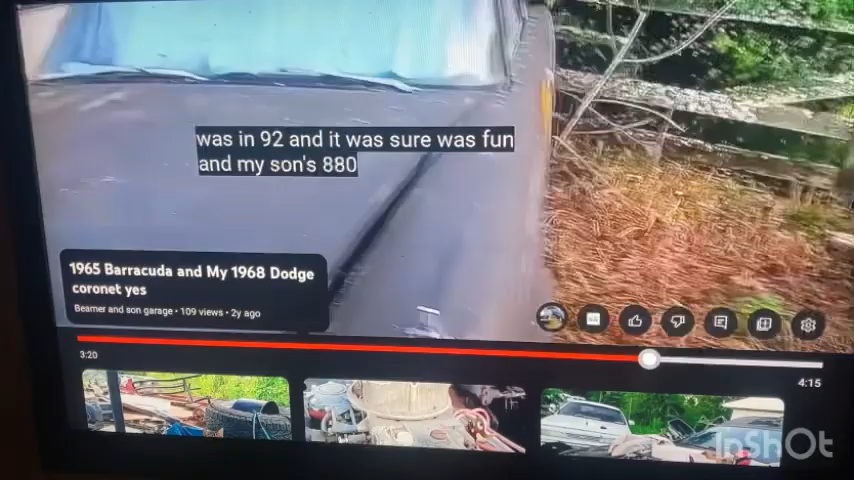 was in 92 and it was sure was fun
and my son's 880
1965 Barracuda and My 1968 Dodge
coronet yes
Beamer and son garage • 109 views • 2y ago
3:20
4:15
InShOt